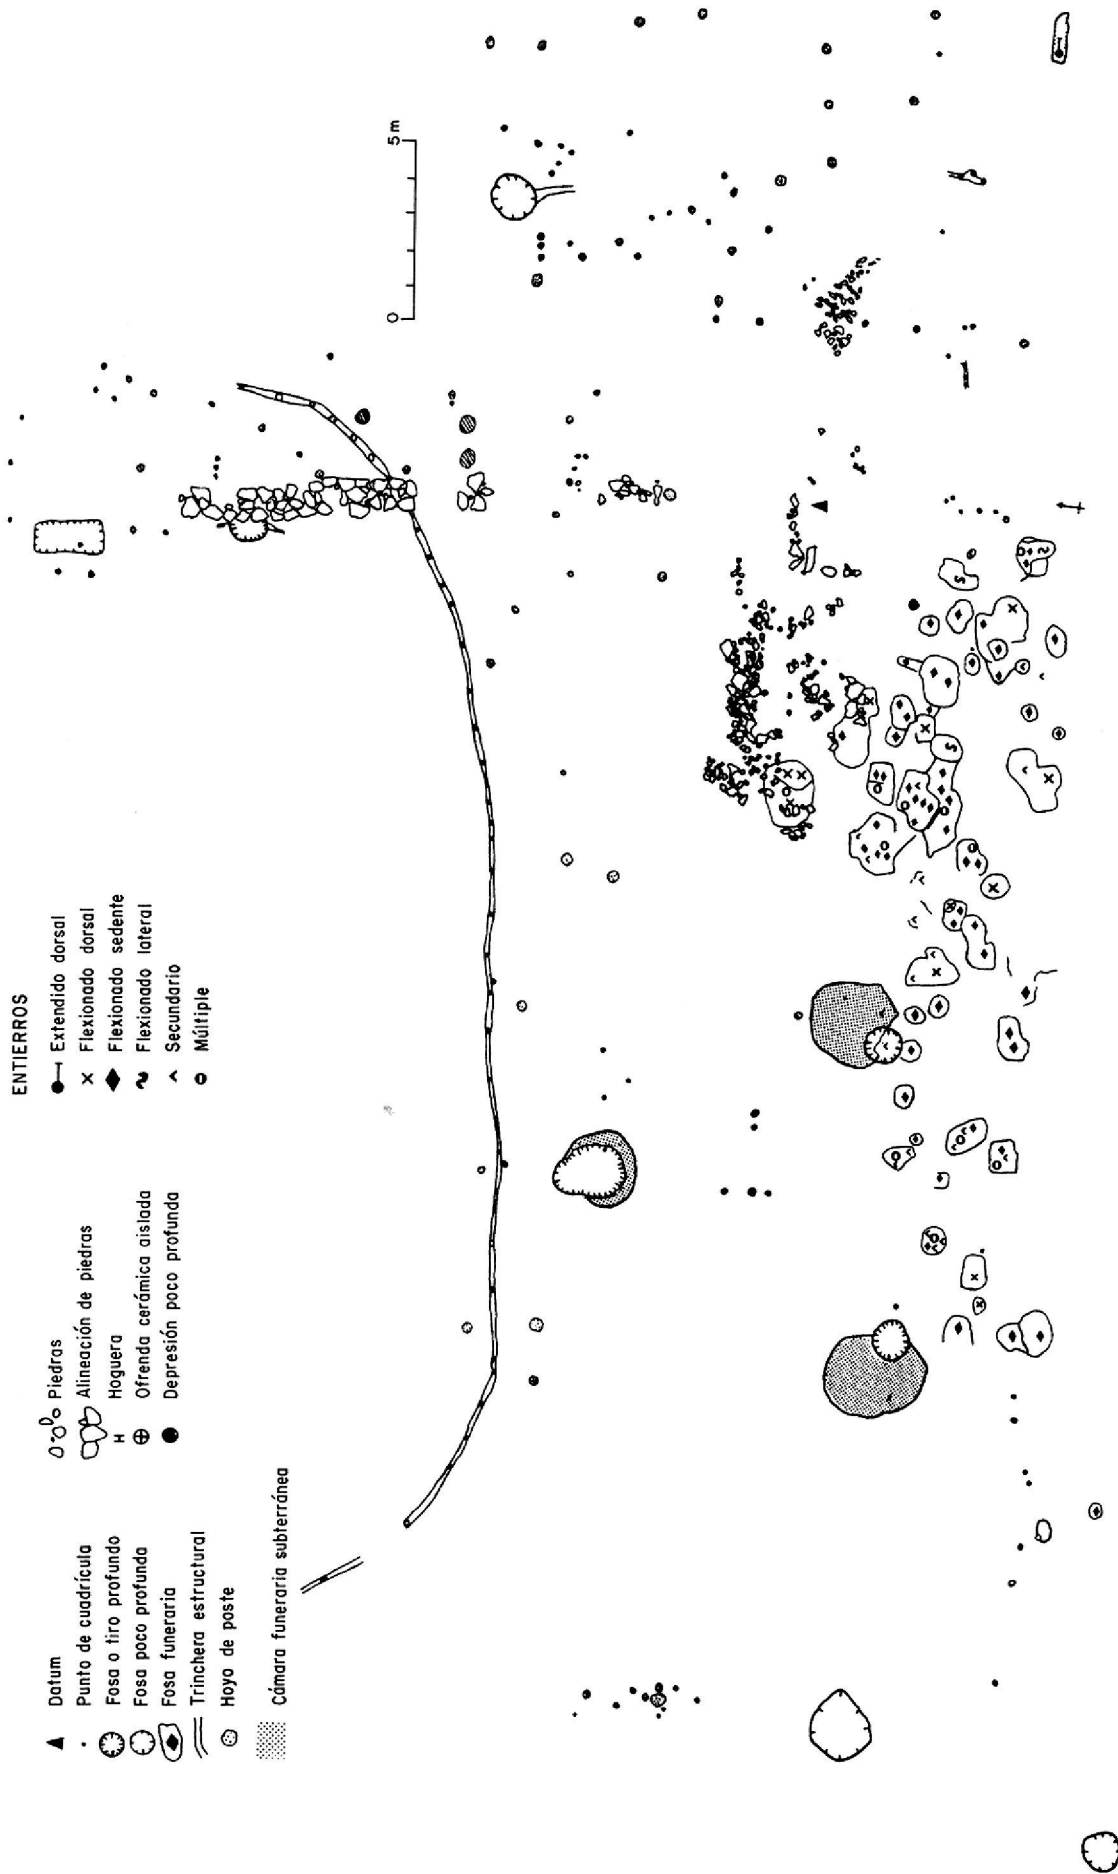 Datum
Punto de cuadrícula
Fosa o tiro profundo
Fosa poco profunda
Fosa funeraria
Trinchera estructural
Hoyo de poste
Cámara funeraria subterránea
Piedras
Alineación de piedras
H Hoguera
Ofrenda cerámica aislada
Depresión poco profunda
ENTIERROS
Extendido dorsal
Flexionado dorsal
Flexionado sedente
Flexionado lateral
Secundario
Múltiple
0 5m